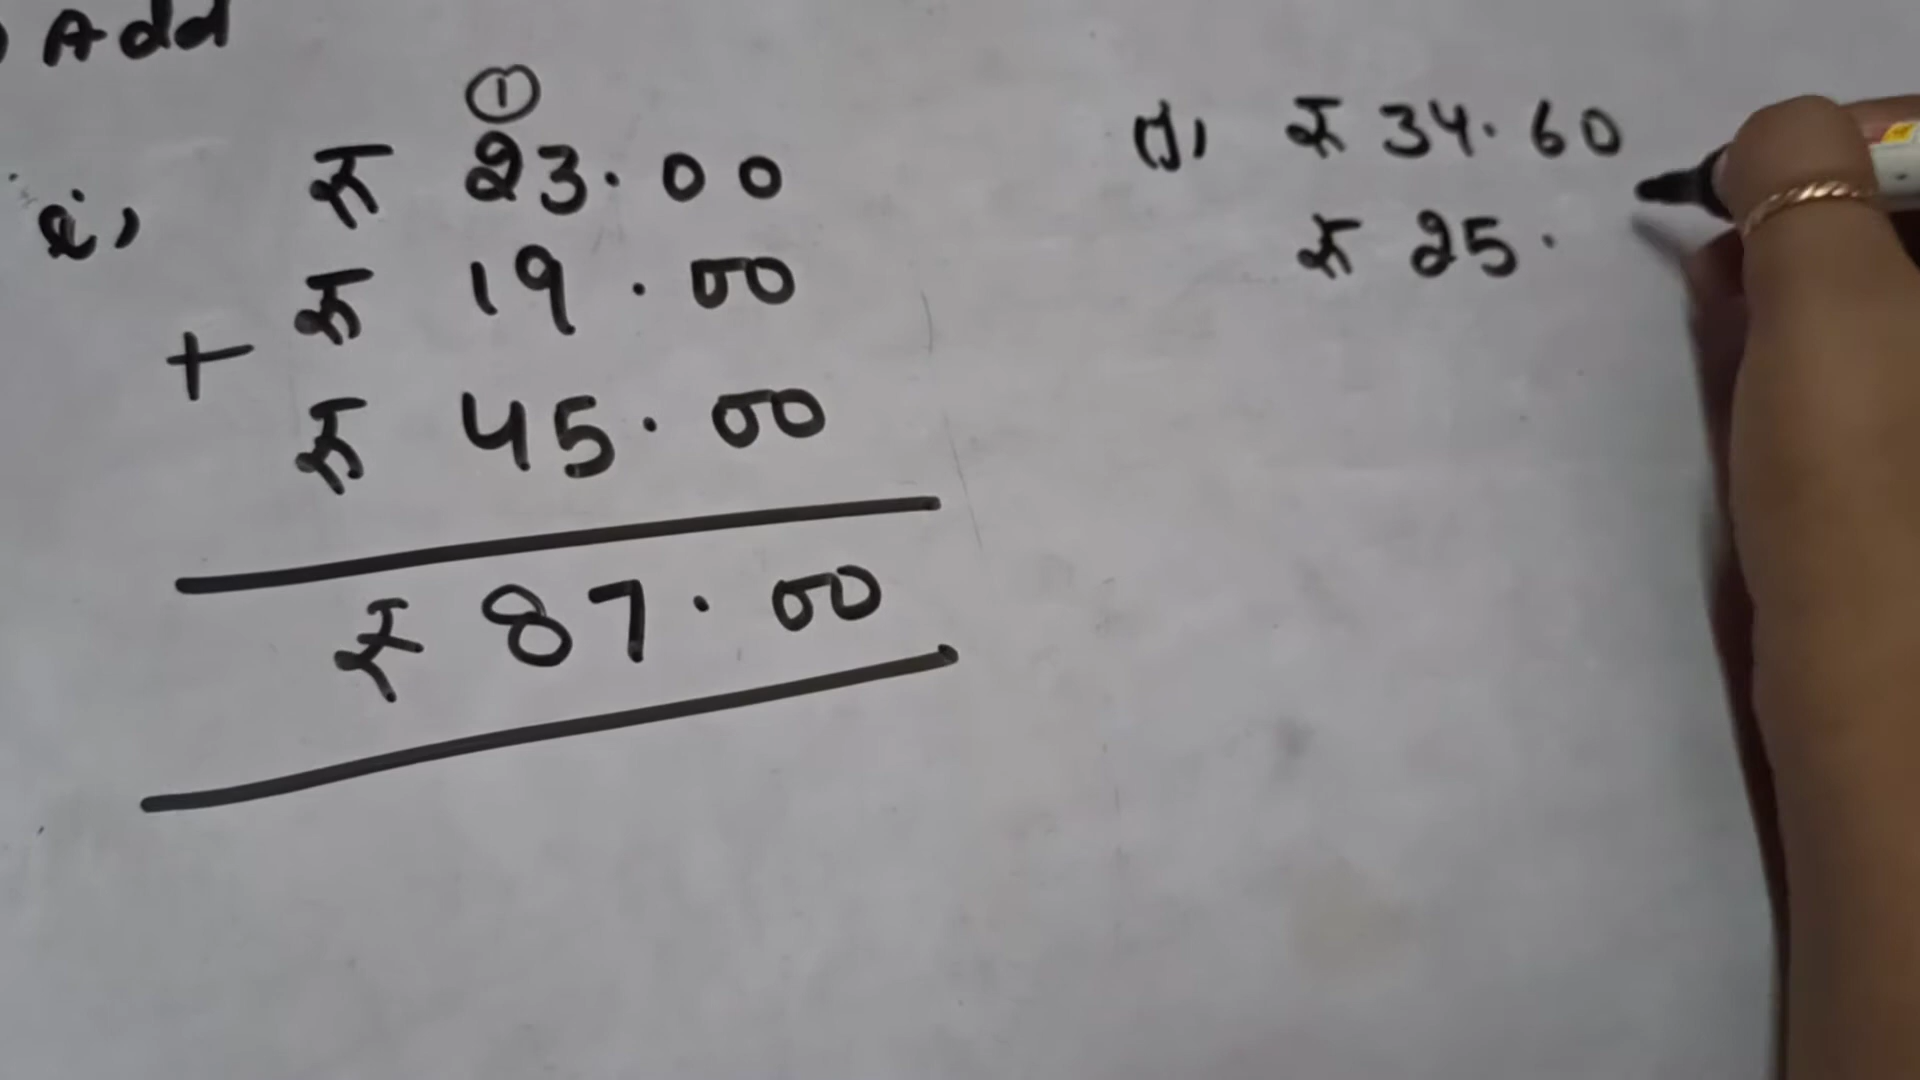 Add
①
i, रु 23.00
रु 19.00
+
रु 45.00
₹ 87.00
₹ 34.60
रु 25.